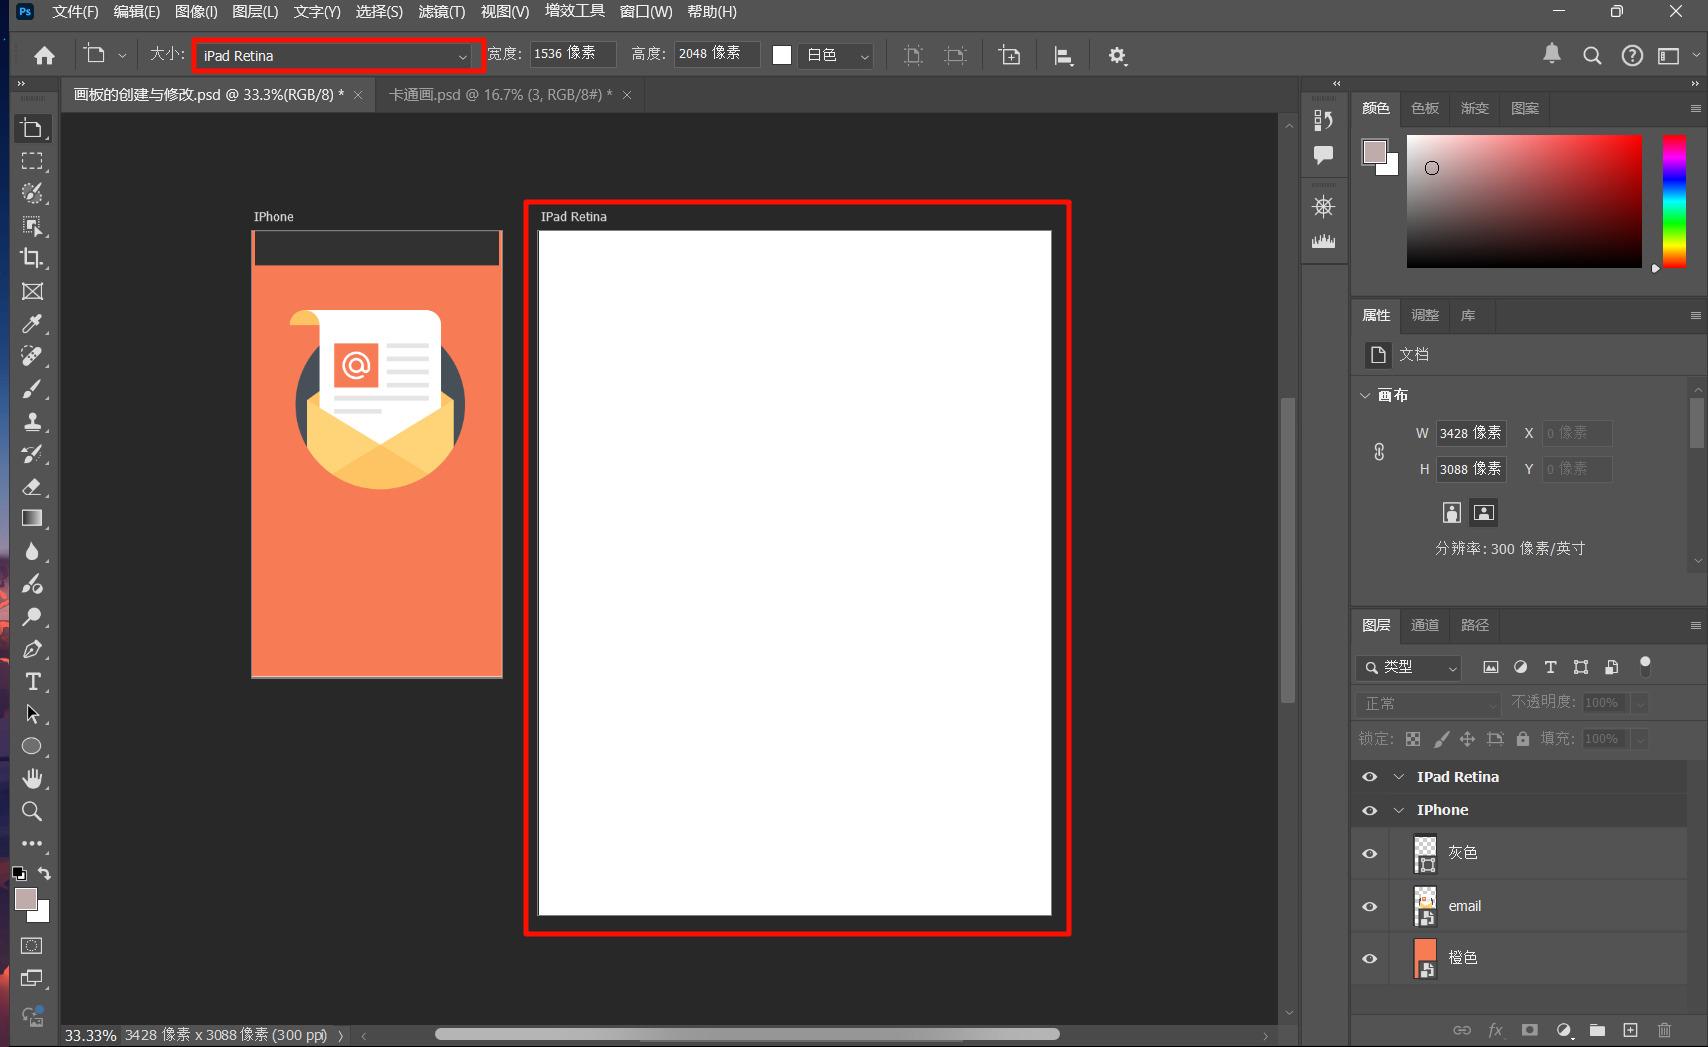 Ps 文件(F) 编辑(E) 图像(I) 图层(L) 文字(Y) 选择(S) 滤镜(T) 视图(V) 增效工具 窗口(W) 帮助(H)
大小: iPad Retina 宽度: 1536 像素 高度: 2048 像素 白色
画板的创建与修改.psd @ 33.3%(RGB/8) * × 卡通画.psd @ 16.7% (3, RGB/8#) * ×
颜色 色板 渐变 图案
IPhone
IPad Retina
@
属性 调整 库
文档
画布
W 3428 像素 X 0 像素
H 3088 像素 Y 0 像素
分辨率: 300 像素/英寸
图层 通道 路径
类型
正常 不透明度: 100%
锁定: 填充: 100%
IPad Retina
IPhone
灰色
email
橙色
fx
33.33% 3428 像素 x 3088 像素 (300 ppi)